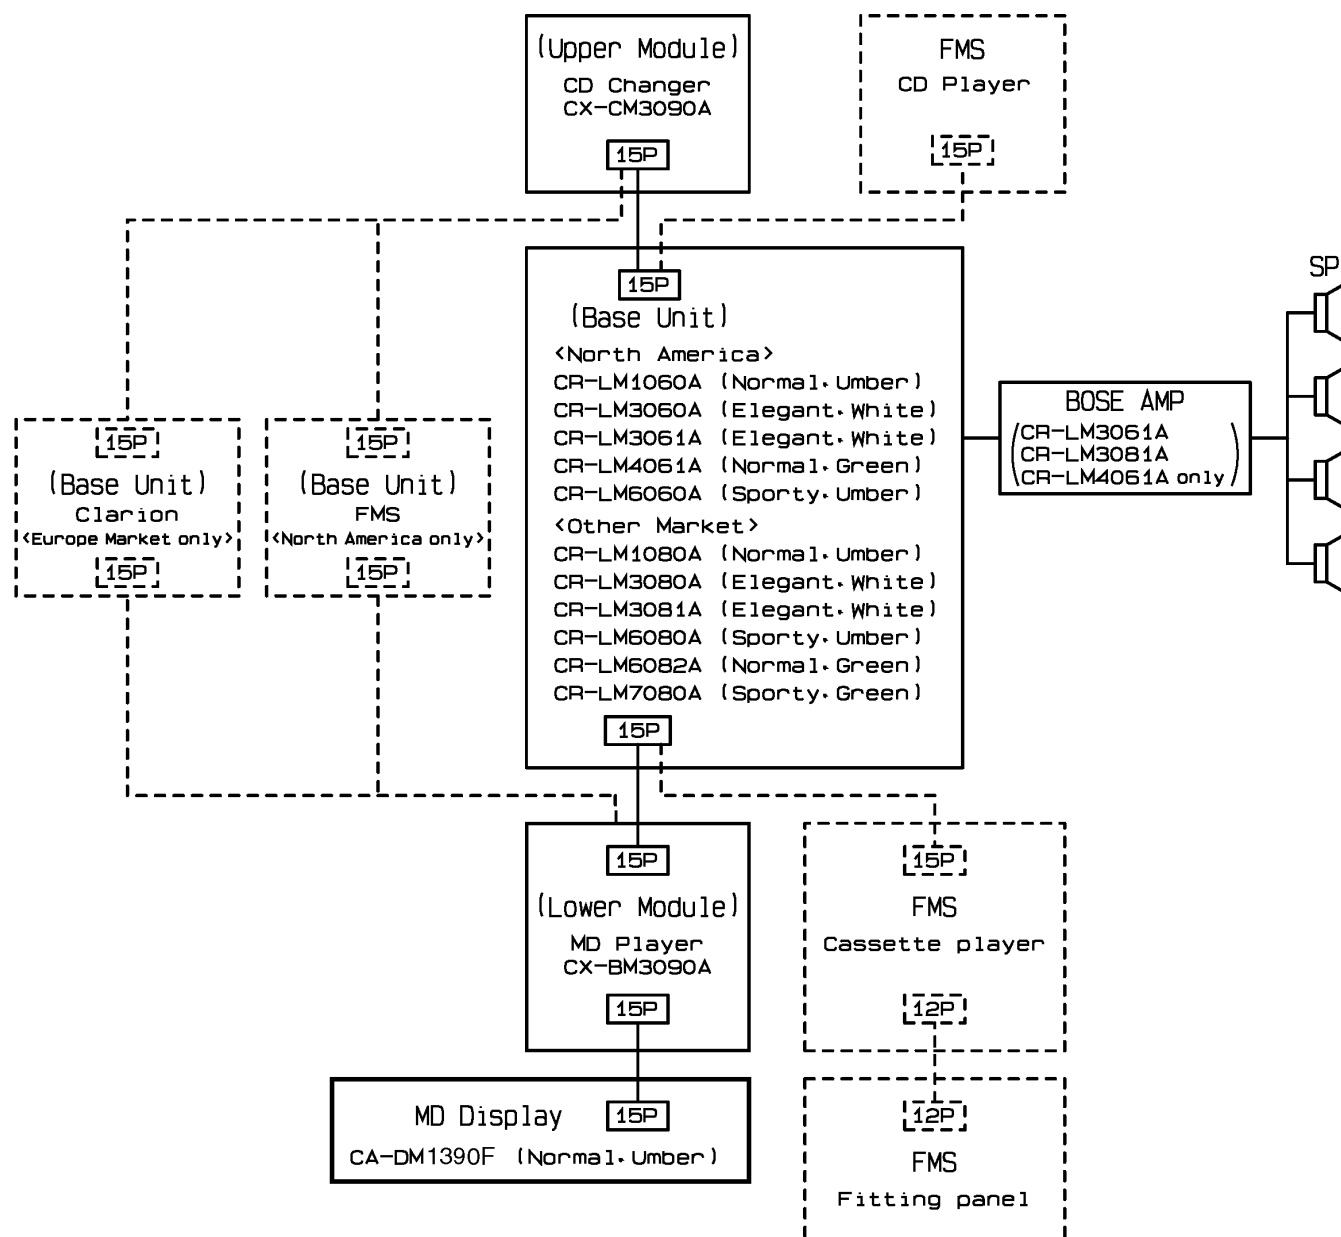 (Upper Module)
CD Changer
CX-CM3090A
15P
FMS
CD Player
15P
15P
(Base Unit)
<North America>
CR-LM1060A (Normal·Umber)
CR-LM3060A (Elegant·White)
CR-LM3061A (Elegant·White)
CR-LM4061A (Normal·Green)
CR-LM6060A (Sporty·Umber)
<Other Market>
CR-LM1080A (Normal·Umber)
CR-LM3080A (Elegant·White)
CR-LM3081A (Elegant·White)
CR-LM6080A (Sporty·Umber)
CR-LM6082A (Normal·Green)
CR-LM7080A (Sporty·Green)
15P
SP
BOSE AMP
(CR-LM3061A
CR-LM3081A
CR-LM4061A only)
15P
(Base Unit)
Clarion
<Europe Market only>
15P
15P
(Base Unit)
FMS
<North America only>
15P
15P
(Lower Module)
MD Player
CX-BM3090A
15P
15P
FMS
Cassette player
12P
MD Display
15P
CA-DM1390F (Normal·Umber)
12P
FMS
Fitting panel